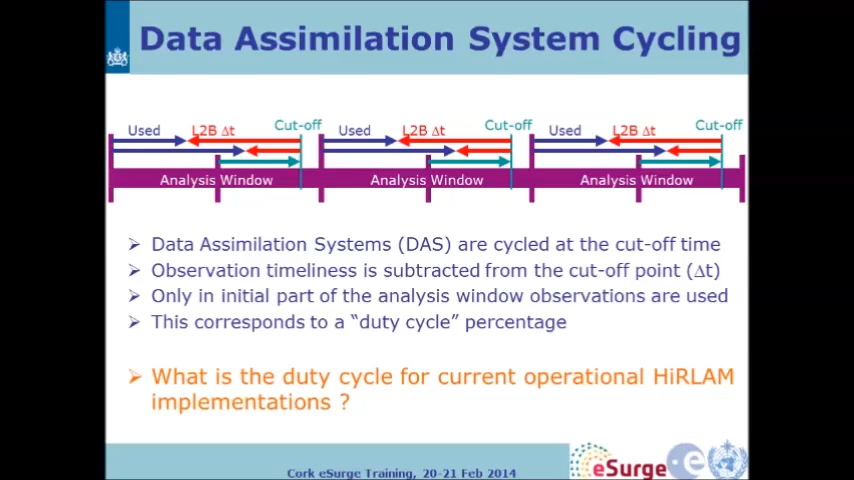 Data Assimilation System Cycling
Used L2B Δt Cut-off Used L2B Δt Cut-off Used L2B Δt Cut-off
Analysis Window Analysis Window Analysis Window
Data Assimilation Systems (DAS) are cycled at the cut-off time
Observation timeliness is subtracted from the cut-off point (Δt)
Only in initial part of the analysis window observations are used
This corresponds to a “duty cycle” percentage
What is the duty cycle for current operational HiRLAM
implementations ?
Cork eSurge Training, 20-21 Feb 2014
eSurge
e